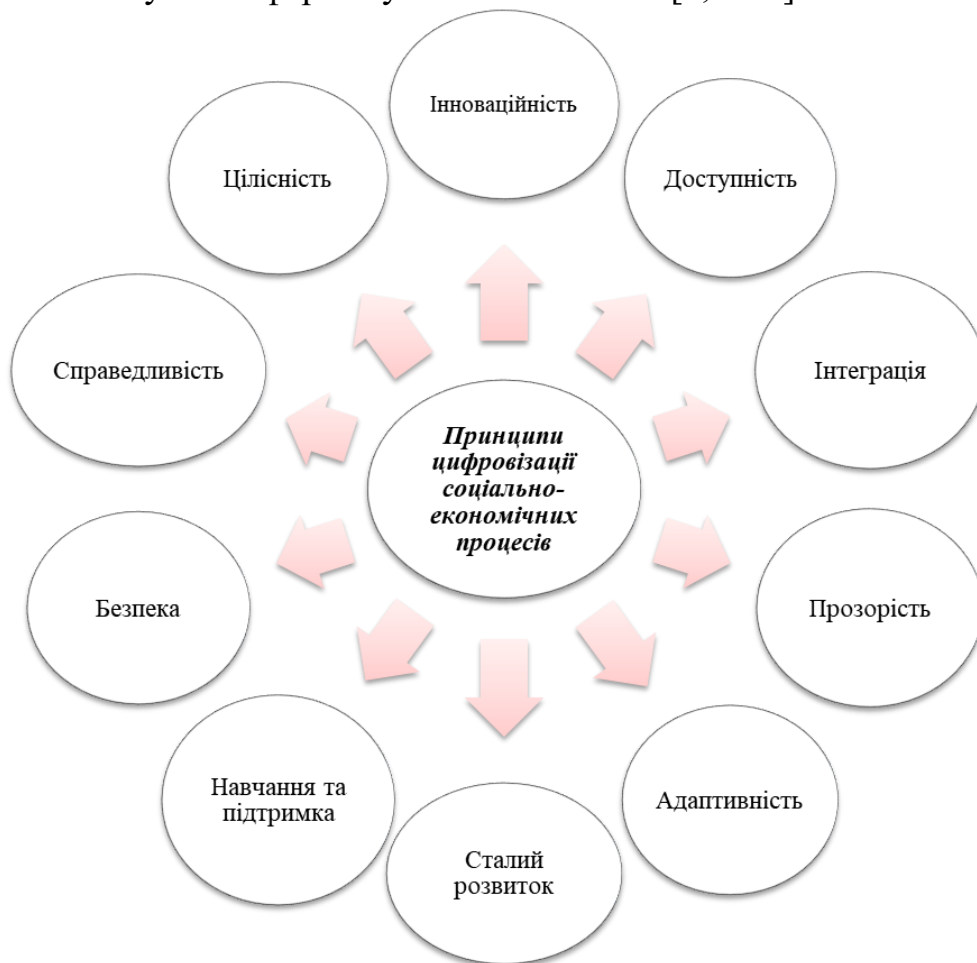 Інноваційність
Доступність
Інтеграція
Прозорість
Адаптивність
Сталий
розвиток
Навчання та
підтримка
Безпека
Справедливість
Цілісність
Принципи
цифровізації
соціально-
економічних
процесів